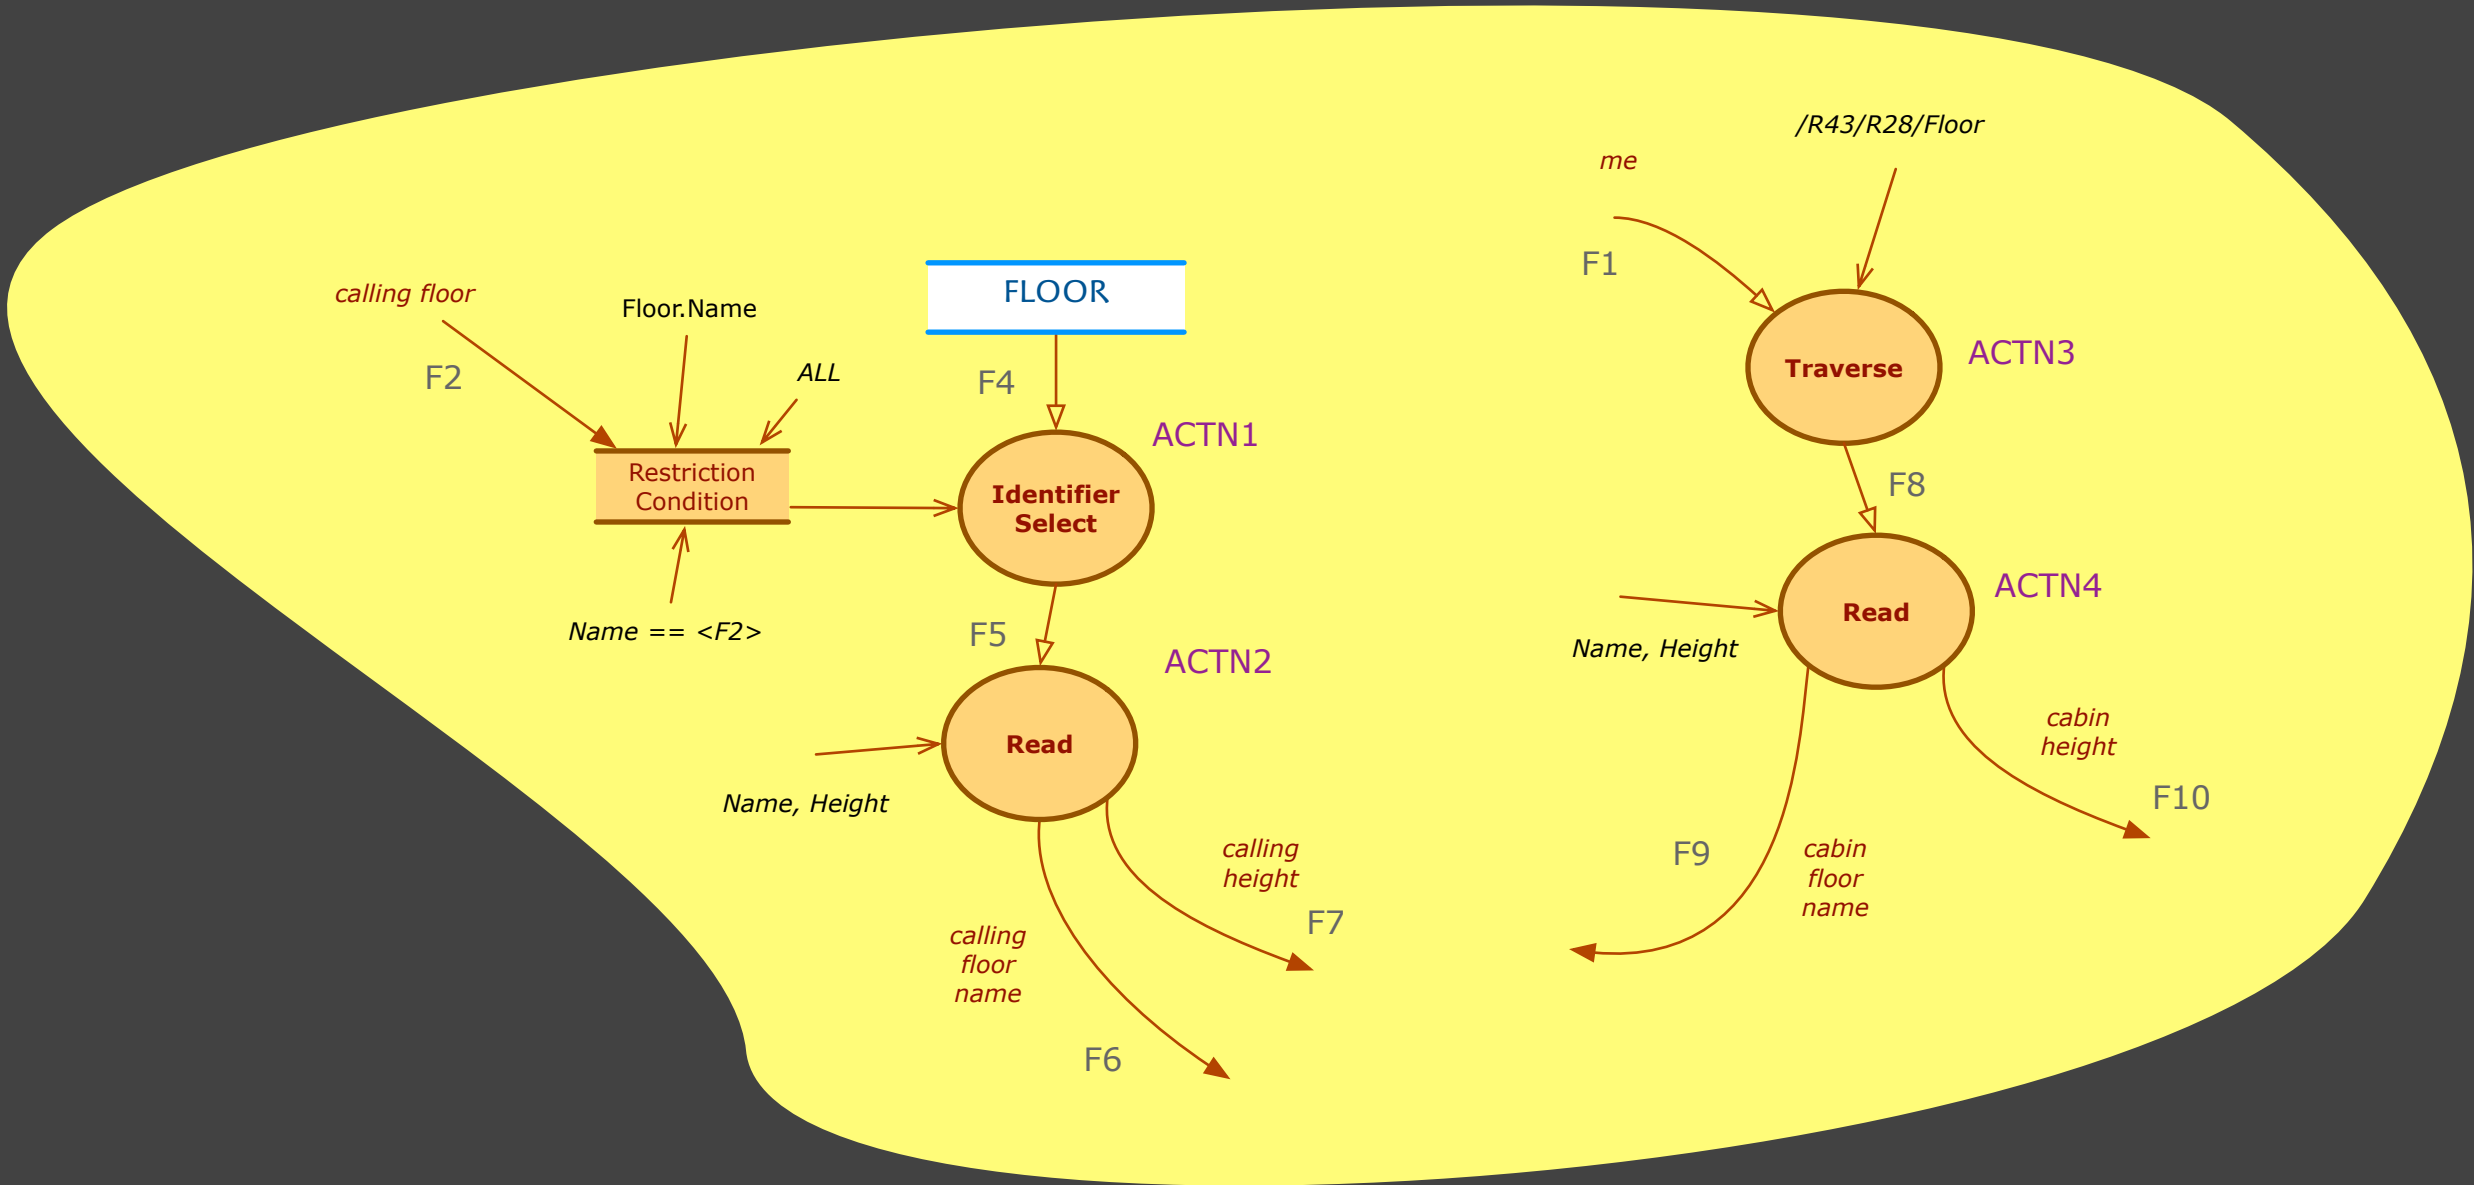 /R43/R28/Floor
me
F1
FLOOR
calling floor
Floor.Name
F2
ALL
F4
ACTN1
Restriction
Condition
Identifier
Select
Name == <F2>
F5
ACTN2
Read
Name, Height
calling
height
F7
calling
floor
name
F6
Traverse
ACTN3
F8
ACTN4
Read
Name, Height
cabin
height
F10
F9
cabin
floor
name